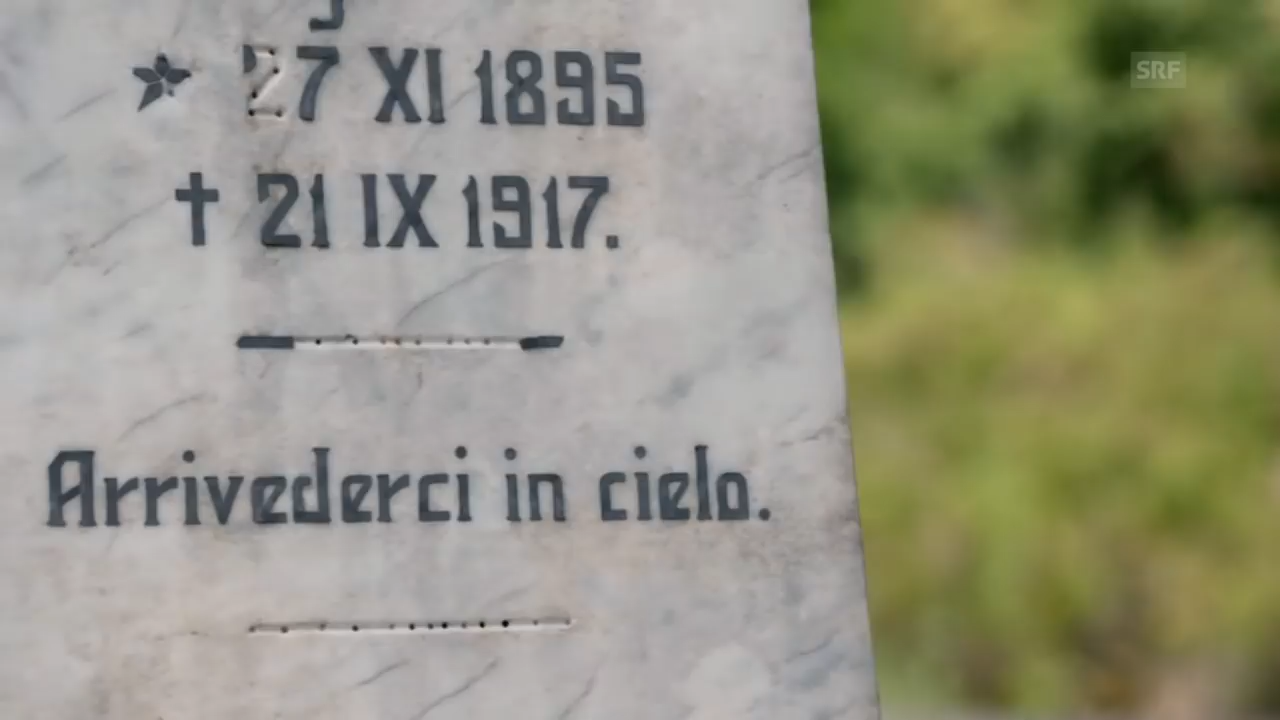 SRF
★ 27 XI 1895
† 21 IX 1917.
Arrivederci in cielo.